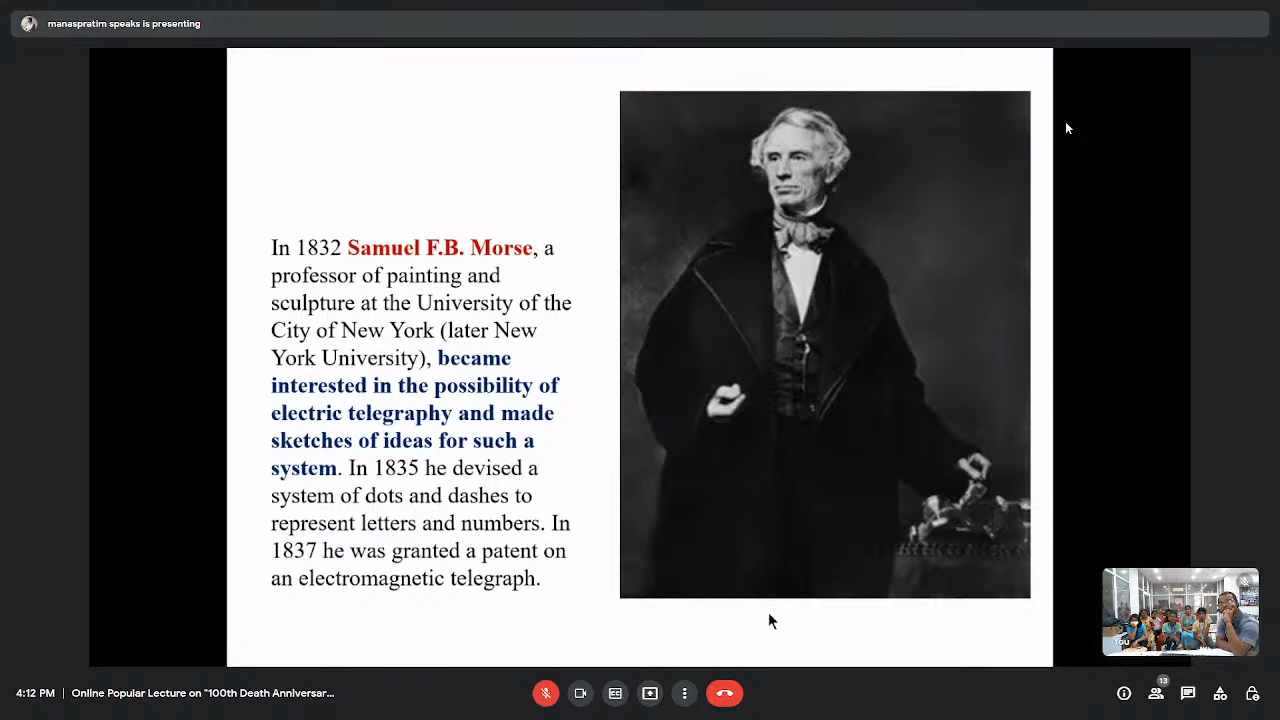 manaspratim speaks is presenting
In 1832 Samuel F.B. Morse, a
professor of painting and
sculpture at the University of the
City of New York (later New
York University), became
interested in the possibility of
electric telegraphy and made
sketches of ideas for such a
system. In 1835 he devised a
system of dots and dashes to
represent letters and numbers. In
1837 he was granted a patent on
an electromagnetic telegraph.
You
4:12 PM | Online Popular Lecture on "100th Death Anniversar...
13